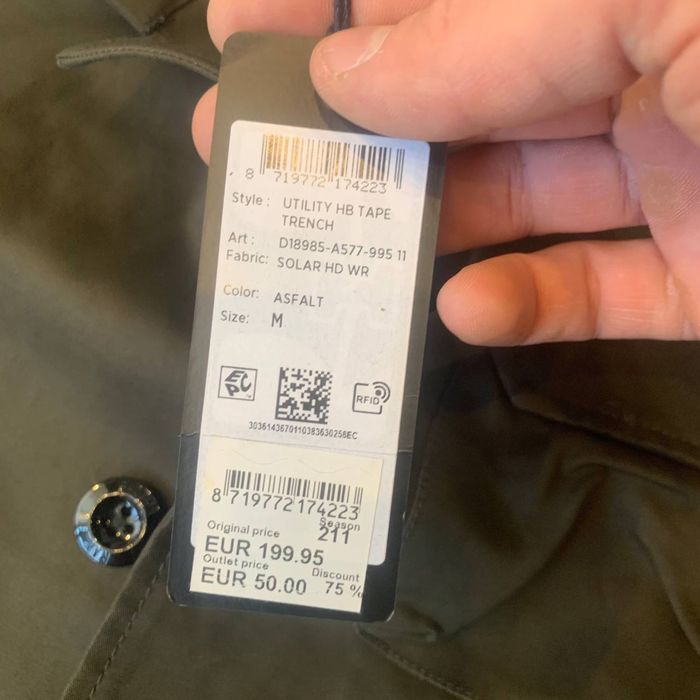 8 719772 174223
Style : UTILITY HB TAPE
TRENCH
Art : D18985-A577-995 11
Fabric: SOLAR HD WR
Color: ASFALT
Size: M
EPC
RFID
3036143670110383630258EC
8 719772 174223
Season
Original price 211
EUR 199.95
Outlet price Discount
EUR 50.00 75 %